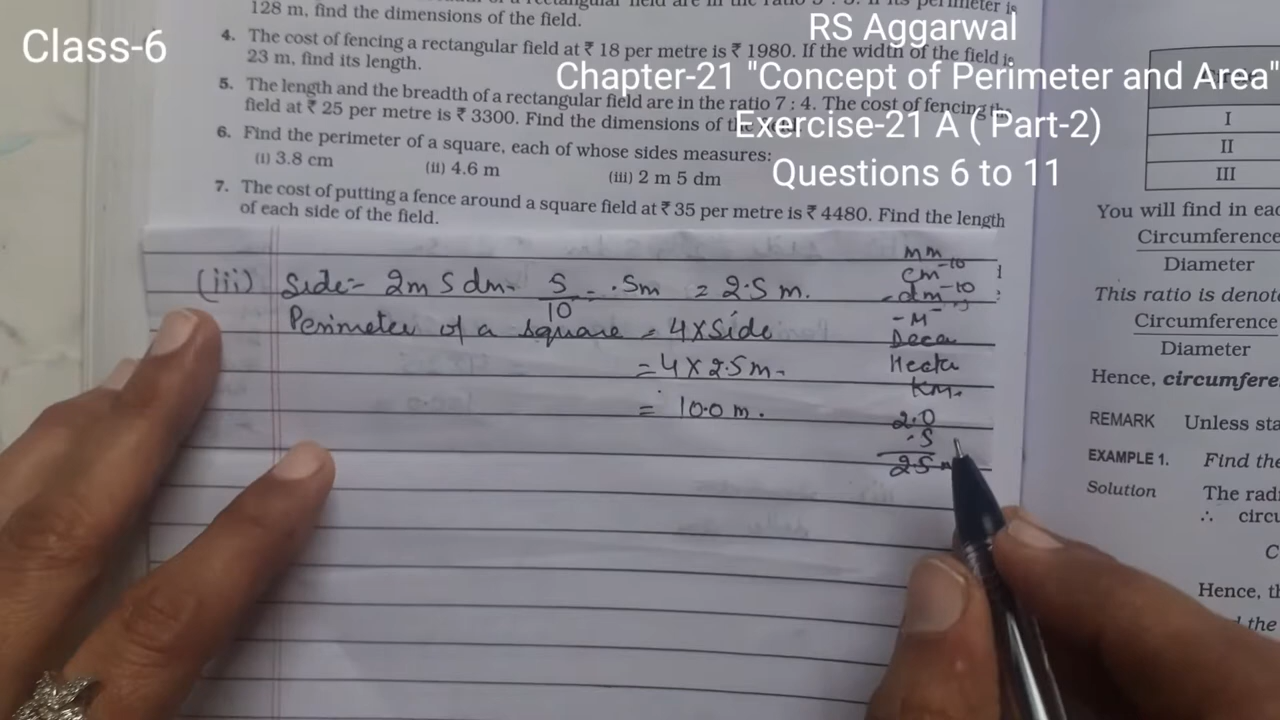 Class-6
RS Aggarwal
Chapter-21 "Concept of Perimeter and Area"
Exercise-21 A ( Part-2)
Questions 6 to 11
128 m, find the dimensions of the field.
4. The cost of fencing a rectangular field at ₹ 18 per metre is ₹ 1980. If the width of the field is
23 m, find its length.
5. The length and the breadth of a rectangular field are in the ratio 7 : 4. The cost of fencing the
field at ₹ 25 per metre is ₹ 3300. Find the dimensions of the
6. Find the perimeter of a square, each of whose sides measures:
(i) 3.8 cm (ii) 4.6 m (iii) 2 m 5 dm
7. The cost of putting a fence around a square field at ₹ 35 per metre is ₹ 4480. Find the length
of each side of the field.
(iii) Side:- 2m 5 dm- 5/10 = .5m = 2.5 m.
Perimeter of a square = 4 x Side
= 4 x 2.5m.
= 10.0 m.
mm
cm -10
-dm -10
-M-
Deca
Hecta
KM.
2.0
.5
2.5
I
II
III
You will find in eac
Circumference
Diameter
This ratio is denot
Circumference
Diameter
Hence, circumfere
REMARK Unless sta
EXAMPLE 1. Find the
Solution The radi
∴ circu
C
Hence, th
the